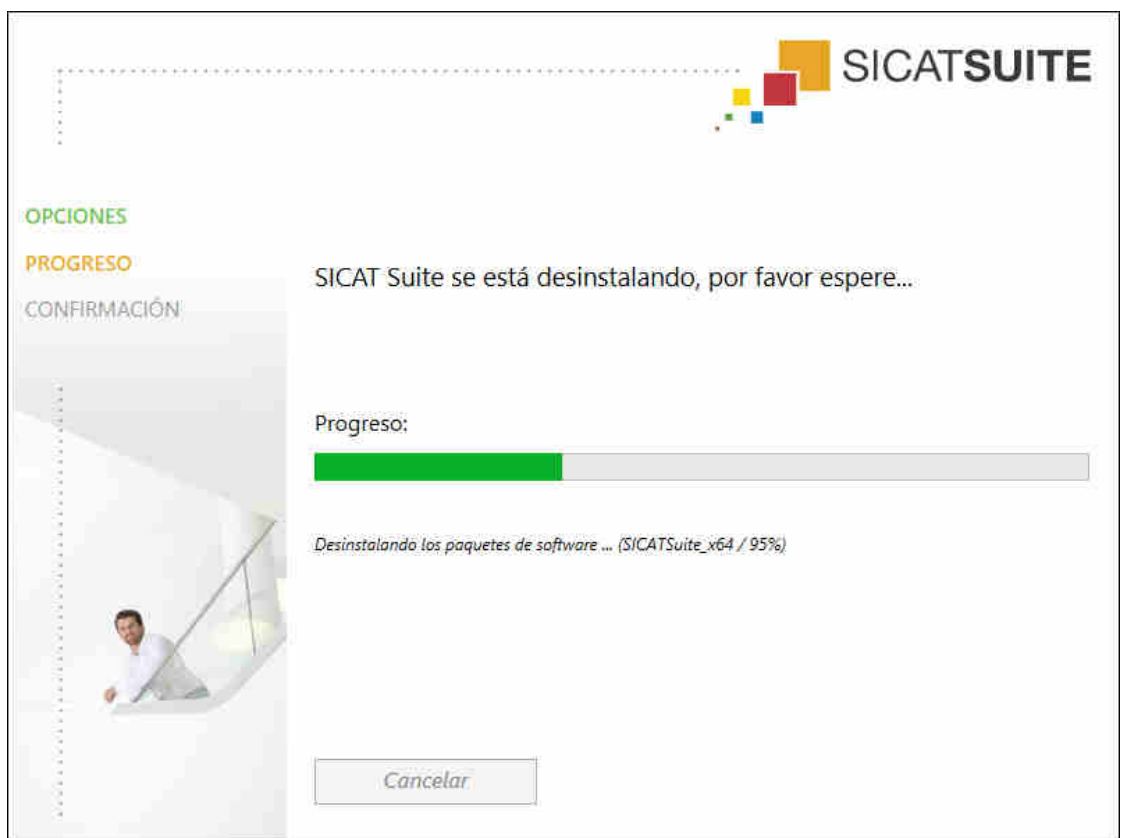 SICATSUITE
OPCIONES
PROGRESO
CONFIRMACIÓN
SICAT Suite se está desinstalando, por favor espere...
Progreso:
Desinstalando los paquetes de software ... (SICATSuite_x64 / 95%)
Cancelar